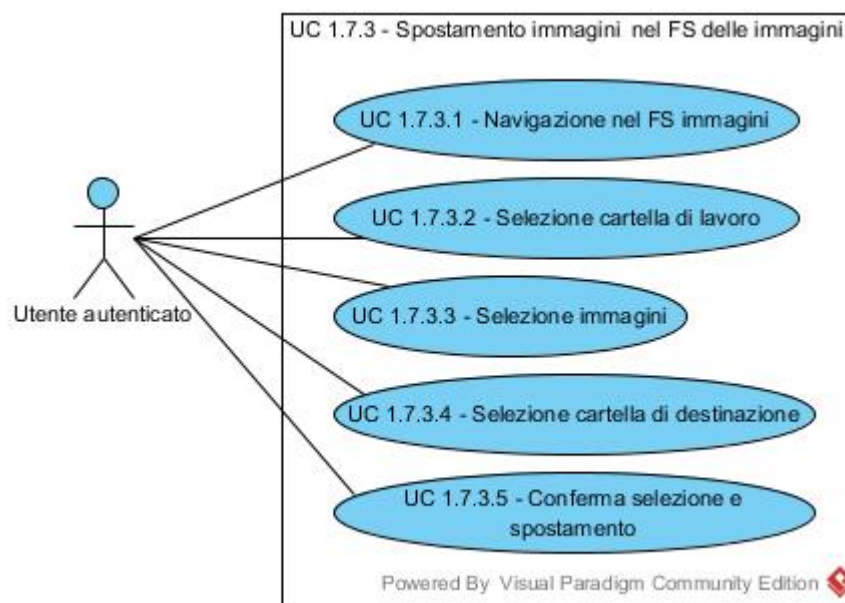 UC 1.7.3 - Spostamento immagini nel FS delle immagini
UC 1.7.3.1 - Navigazione nel FS immagini
UC 1.7.3.2 - Selezione cartella di lavoro
UC 1.7.3.3 - Selezione immagini
Utente autenticato
UC 1.7.3.4 - Selezione cartella di destinazione
UC 1.7.3.5 - Conferma selezione e
spostamento
Powered By Visual Paradigm Community Edition